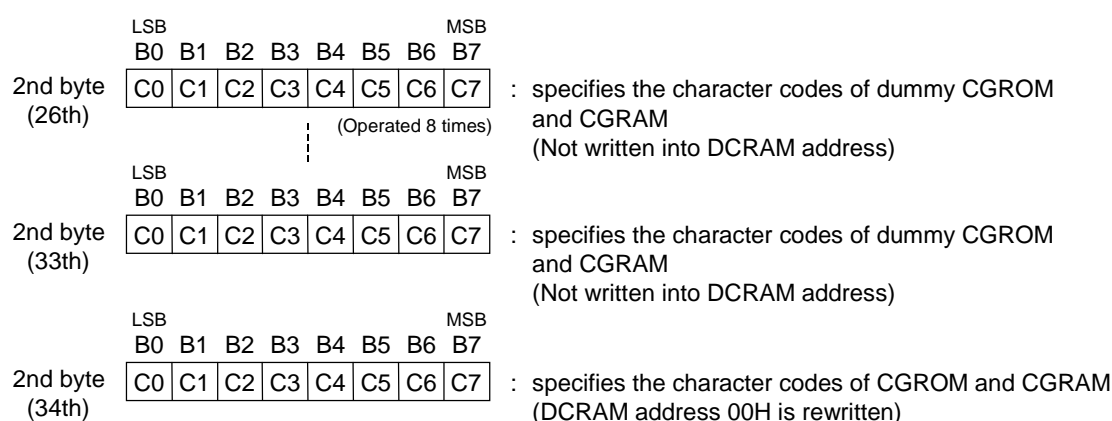 LSB MSB
B0 B1 B2 B3 B4 B5 B6 B7
2nd byte C0 C1 C2 C3 C4 C5 C6 C7 : specifies the character codes of dummy CGROM
(26th) and CGRAM
(Operated 8 times)
(Not written into DCRAM address)
LSB MSB
B0 B1 B2 B3 B4 B5 B6 B7
2nd byte C0 C1 C2 C3 C4 C5 C6 C7 : specifies the character codes of dummy CGROM
(33th) and CGRAM
(Not written into DCRAM address)
LSB MSB
B0 B1 B2 B3 B4 B5 B6 B7
2nd byte C0 C1 C2 C3 C4 C5 C6 C7 : specifies the character codes of CGROM and CGRAM
(34th) (DCRAM address 00H is rewritten)